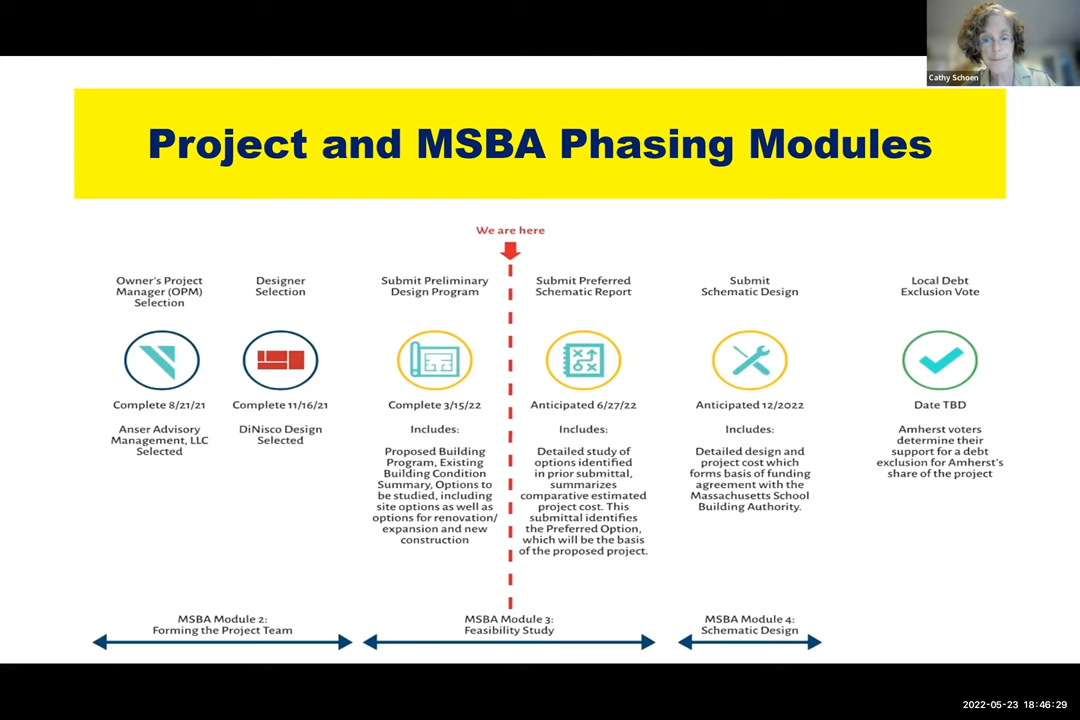 Cathy Schoen
Project and MSBA Phasing Modules
We are here
Owner's Project
Manager (OPM)
Selection
Complete 8/21/21
Anser Advisory
Management, LLC
Selected
Designer
Selection
Complete 11/16/21
DiNisco Design
Selected
Submit Preliminary
Design Program
Complete 3/15/22
Includes:
Proposed Building
Program, Existing
Building Condition
Summary, Options to
be studied, including
site options as well as
options for renovation/
expansion and new
construction
Submit Preferred
Schematic Report
Anticipated 6/27/22
Includes:
Detailed study of
options identified
in prior submittal,
summarizes
comparative estimated
project cost. This
submittal identifies
the Preferred Option,
which will be the basis
of the proposed project.
Submit
Schematic Design
Anticipated 12/2022
Includes:
Detailed design and
project cost which
forms basis of funding
agreement with the
Massachusetts School
Building Authority.
Local Debt
Exclusion Vote
Date TBD
Amherst voters
determine their
support for a debt
exclusion for Amherst's
share of the project
MSBA Module 2:
Forming the Project Team
MSBA Module 3:
Feasibility Study
MSBA Module 4:
Schematic Design
2022-05-23 18:46:29